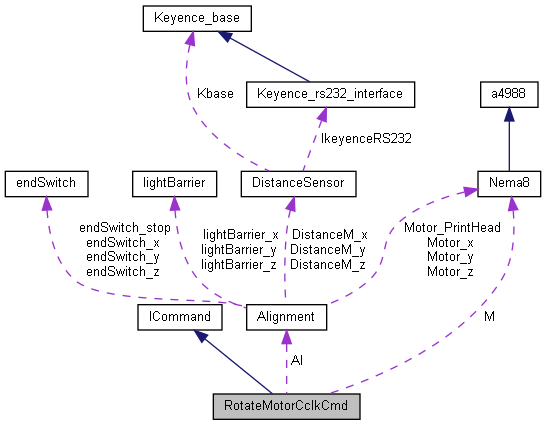 Keyence_base
Kbase
Keyence_rs232_interface
a4988
IkeyenceRS232
endSwitch
lightBarrier
DistanceSensor
Nema8
endSwitch_stop
endSwitch_x
endSwitch_y
endSwitch_z
lightBarrier_x
lightBarrier_y
lightBarrier_z
DistanceM_x
DistanceM_y
DistanceM_z
Motor_PrintHead
Motor_x
Motor_y
Motor_z
ICommand
Alignment
M
Al
RotateMotorCclkCmd